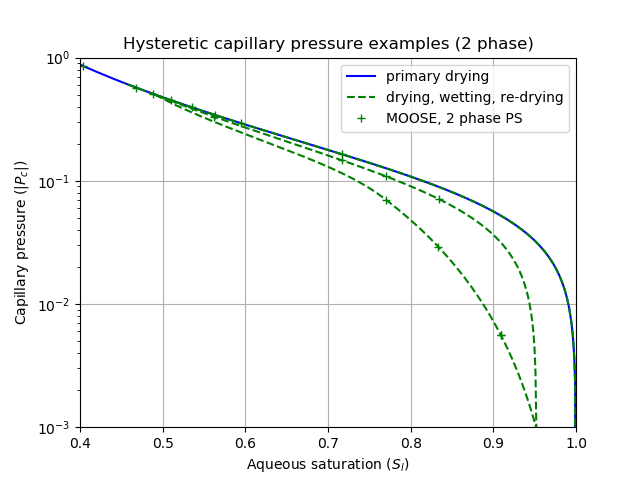 Hysteretic capillary pressure examples (2 phase)
primary drying
drying, wetting, re-drying
MOOSE, 2 phase PS
Capillary pressure (|P_c|)
10^0
10^{-1}
10^{-2}
10^{-3}
0.4 0.5 0.6 0.7 0.8 0.9 1.0
Aqueous saturation (S_l)